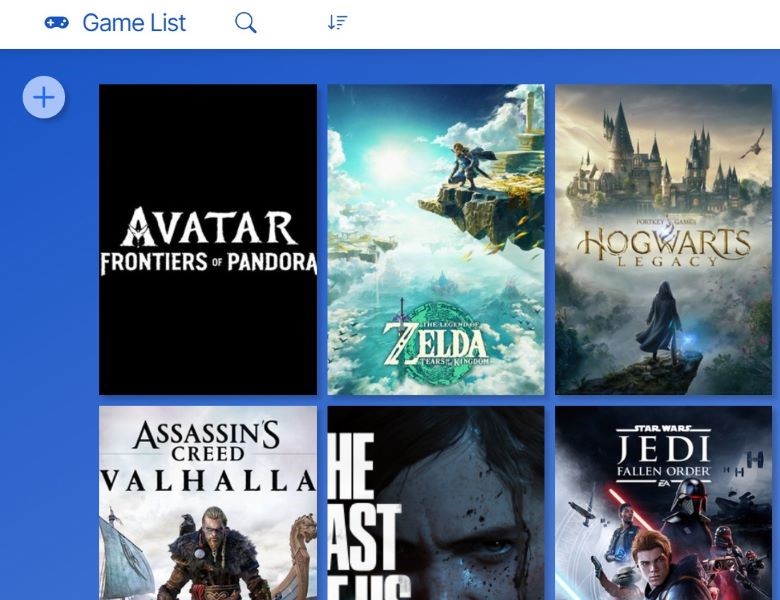 Game List
AVATAR
FRONTIERS OF PANDORA
THE LEGEND OF
ZELDA
TEARS OF THE KINGDOM
PORTKEY GAMES
HOGWARTS
LEGACY
ASSASSIN'S
CREED
VALHALLA
HE
AST
F US
STAR WARS
JEDI
FALLEN ORDER
EA